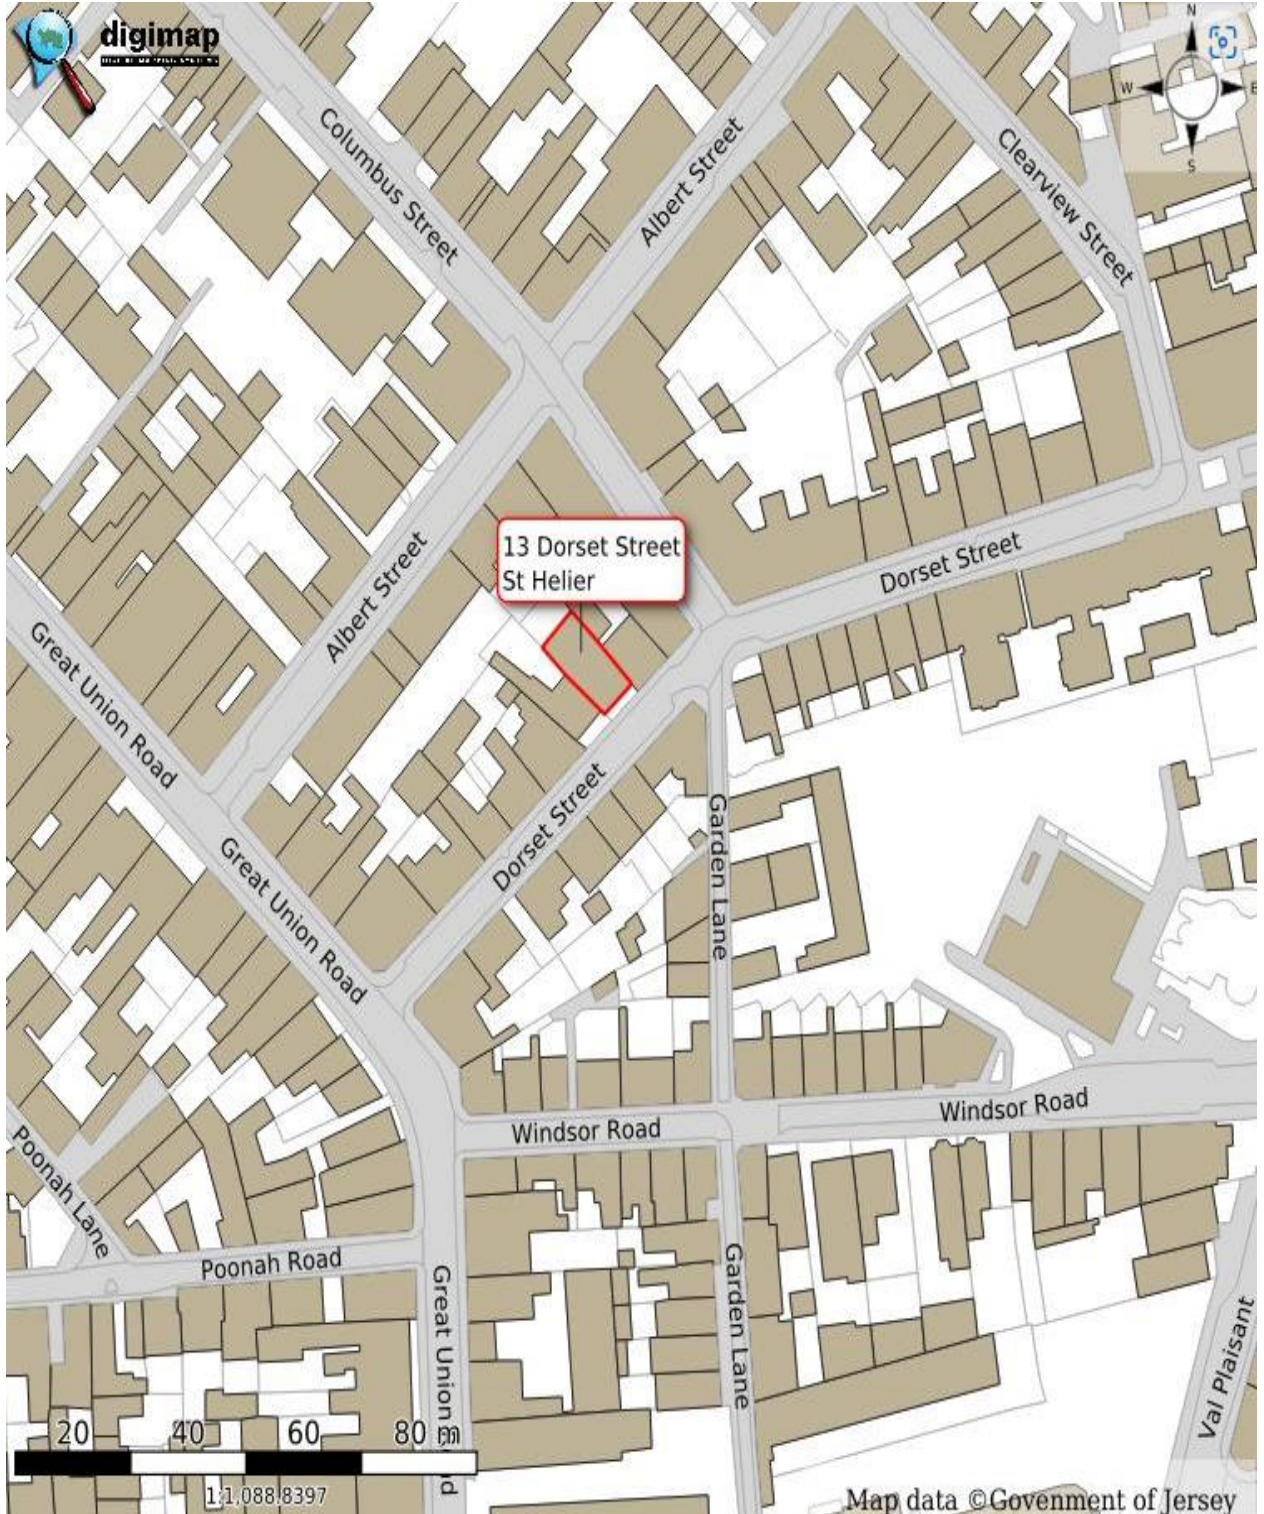 digimap
N
W
E
S
Columbus Street
Albert Street
Clearview Street
13 Dorset Street
St Helier
Dorset Street
Albert Street
Great Union Road
Dorset Street
Garden Lane
Great Union Road
Windsor Road
Windsor Road
Poonah Lane
Poonah Road
Great Union
Garden Lane
Val Plaisant
20 40 60 80 m
1:1,088.8397
Map data ©Govenment of Jersey